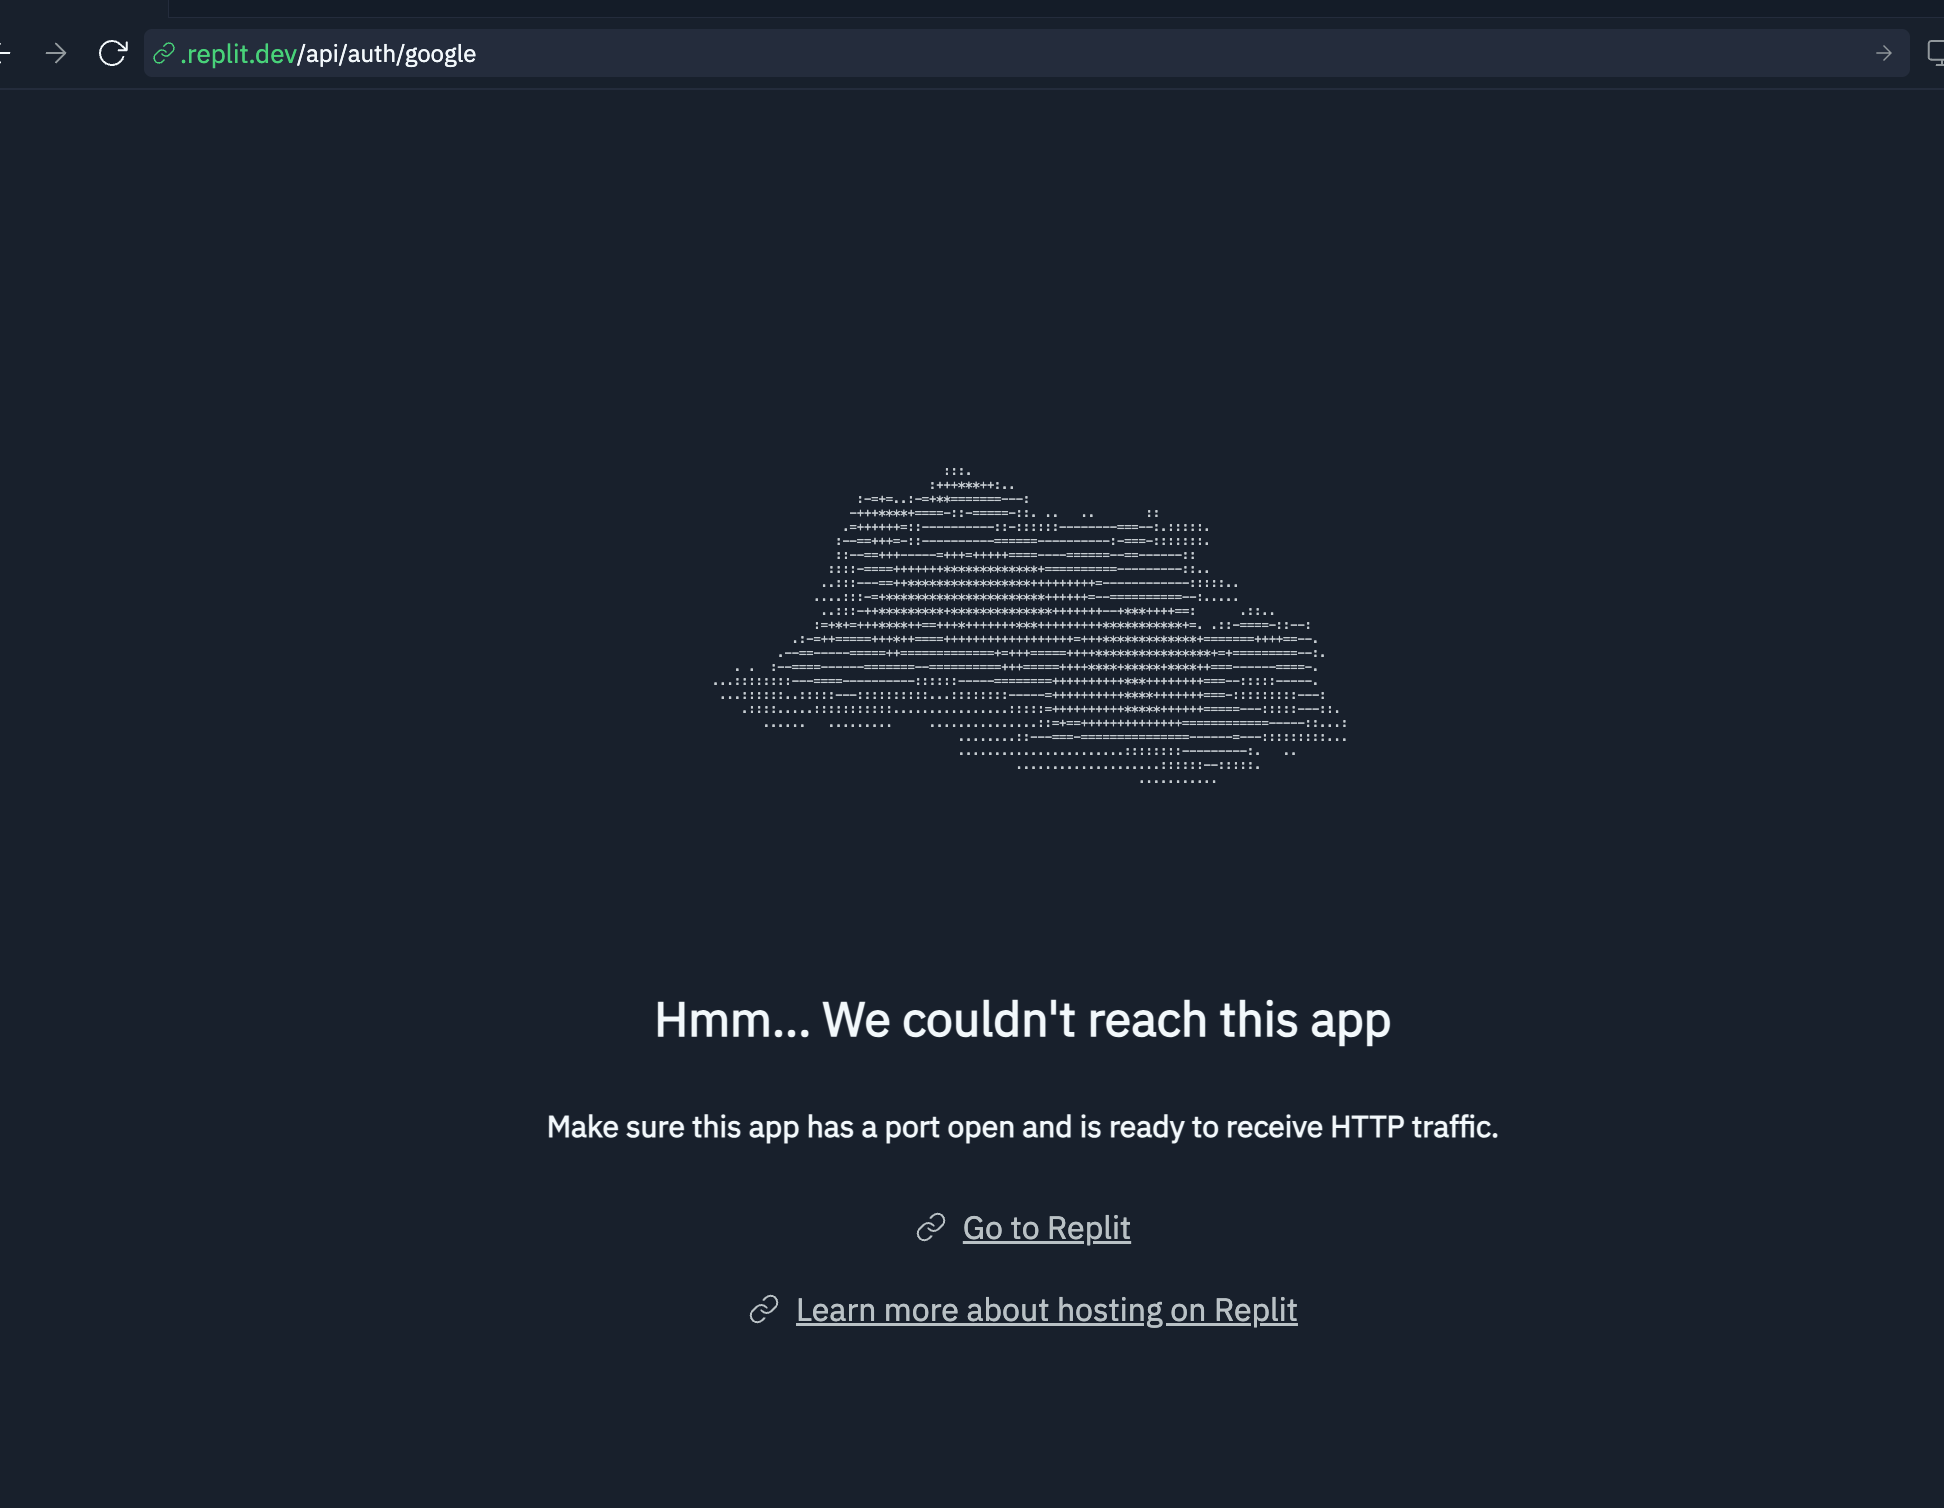 .replit.dev/api/auth/google
Hmm... We couldn't reach this app
Make sure this app has a port open and is ready to receive HTTP traffic.
Go to Replit
Learn more about hosting on Replit